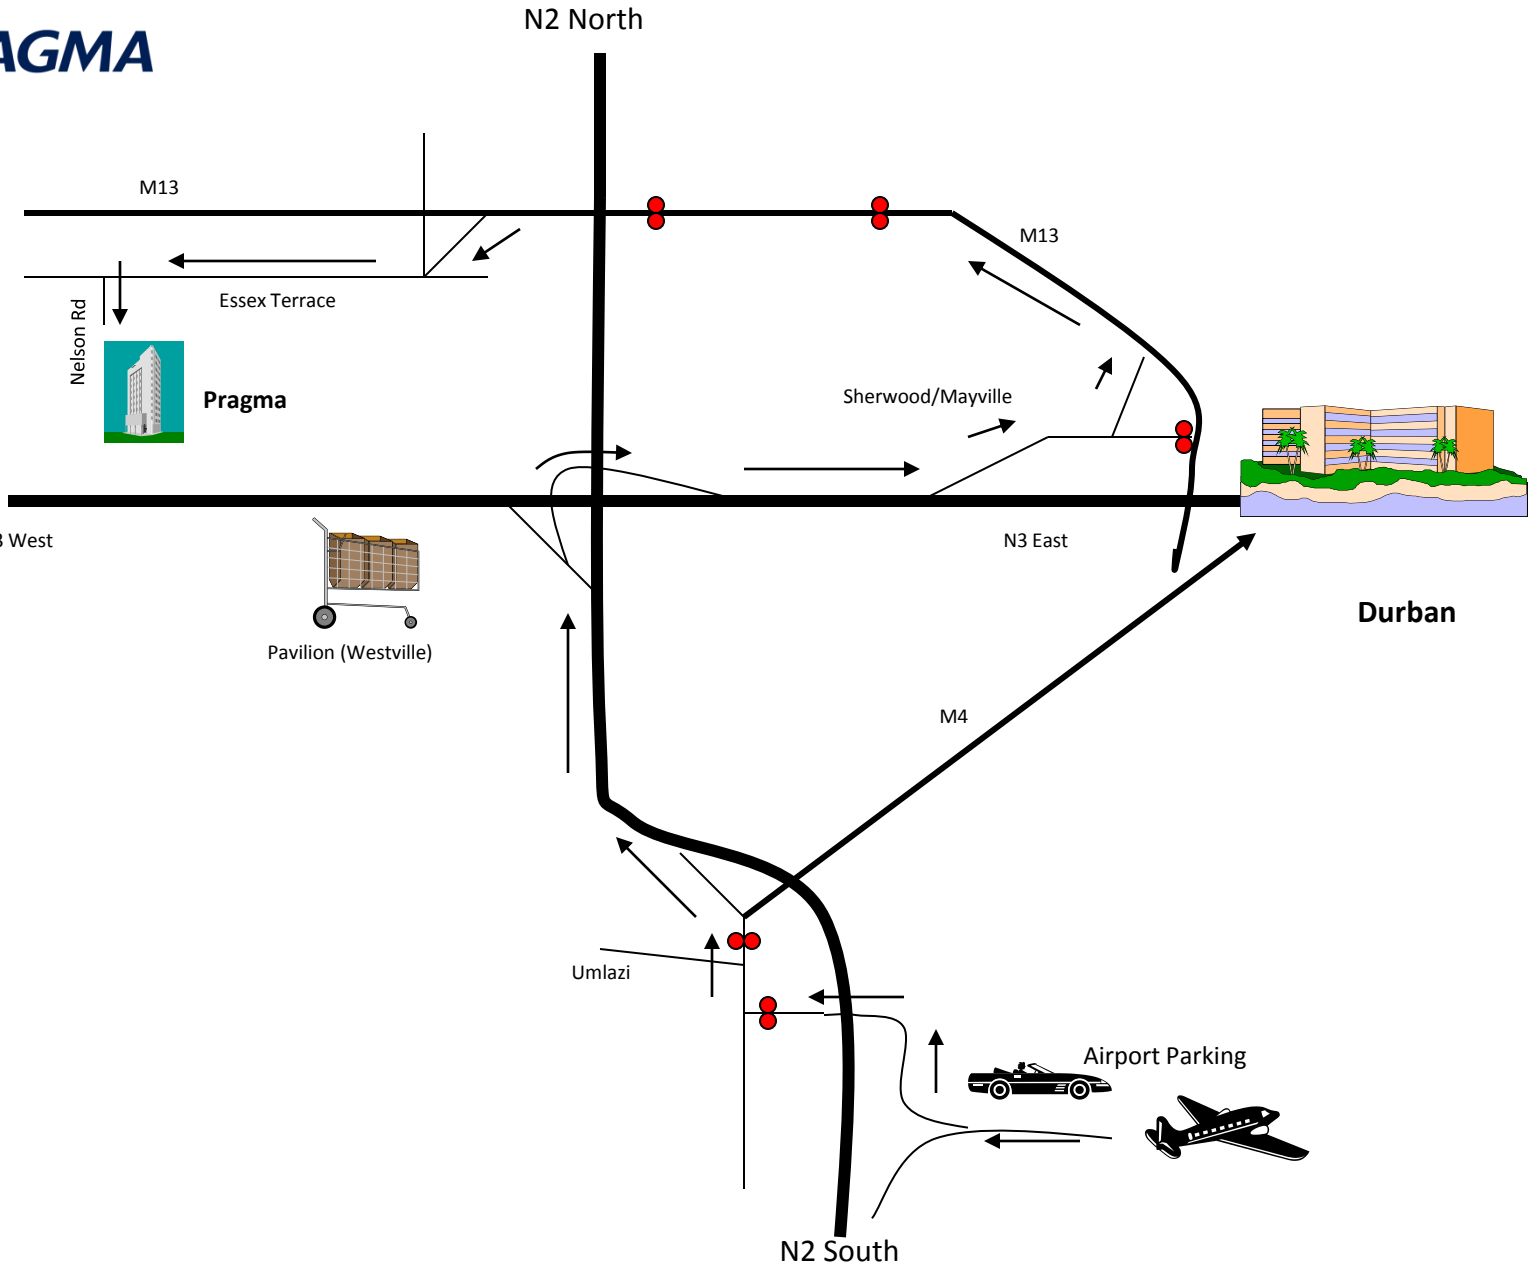 N2 North
AGMA
M13
M13
Essex Terrace
Nelson Rd
Pragma
Sherwood/Mayville
West
N3 East
Durban
Pavilion (Westville)
M4
Umlazi
Airport Parking
N2 South